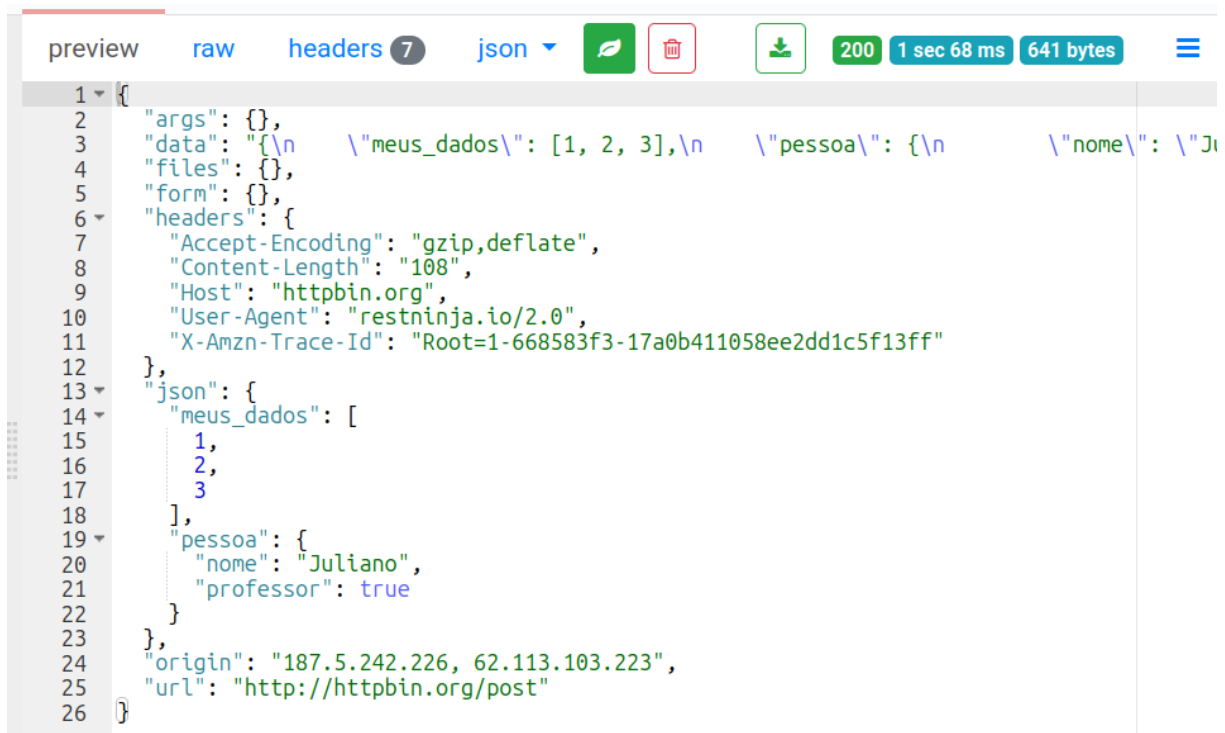 preview raw headers 7 json 200 1 sec 68 ms 641 bytes
1 {
2 "args": {},
3 "data": "{\n    \"meus_dados\": [1, 2, 3],\n    \"pessoa\": {\n        \"nome\": \"Ju
4 "files": {},
5 "form": {},
6 "headers": {
7 "Accept-Encoding": "gzip,deflate",
8 "Content-Length": "108",
9 "Host": "httpbin.org",
10 "User-Agent": "restninja.io/2.0",
11 "X-Amzn-Trace-Id": "Root=1-668583f3-17a0b411058ee2dd1c5f13ff"
12 },
13 "json": {
14 "meus_dados": [
15 1,
16 2,
17 3
18 ],
19 "pessoa": {
20 "nome": "Juliano",
21 "professor": true
22 }
23 },
24 "origin": "187.5.242.226, 62.113.103.223",
25 "url": "http://httpbin.org/post"
26 }